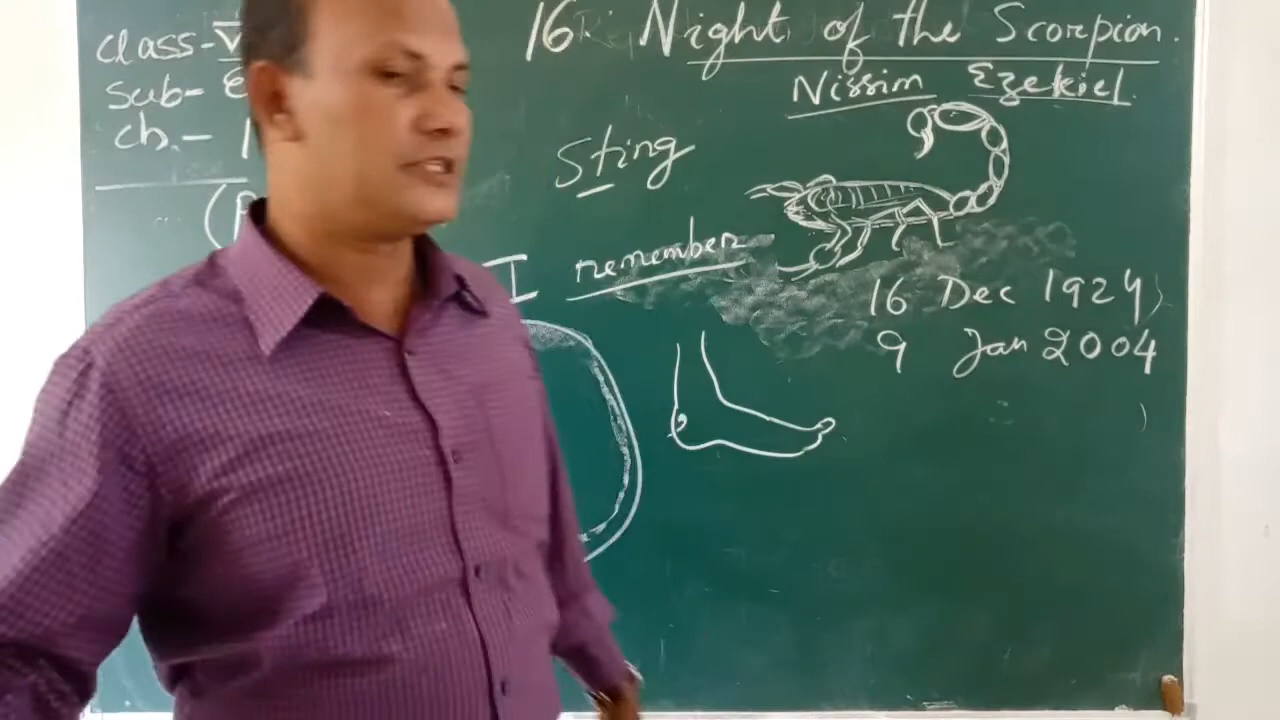 Class-V
Sub- E
Ch.-
16. Night of the Scorpion.
Nissim Ezekiel.
Sting
I remember
16 Dec 1924
9 Jan 2004